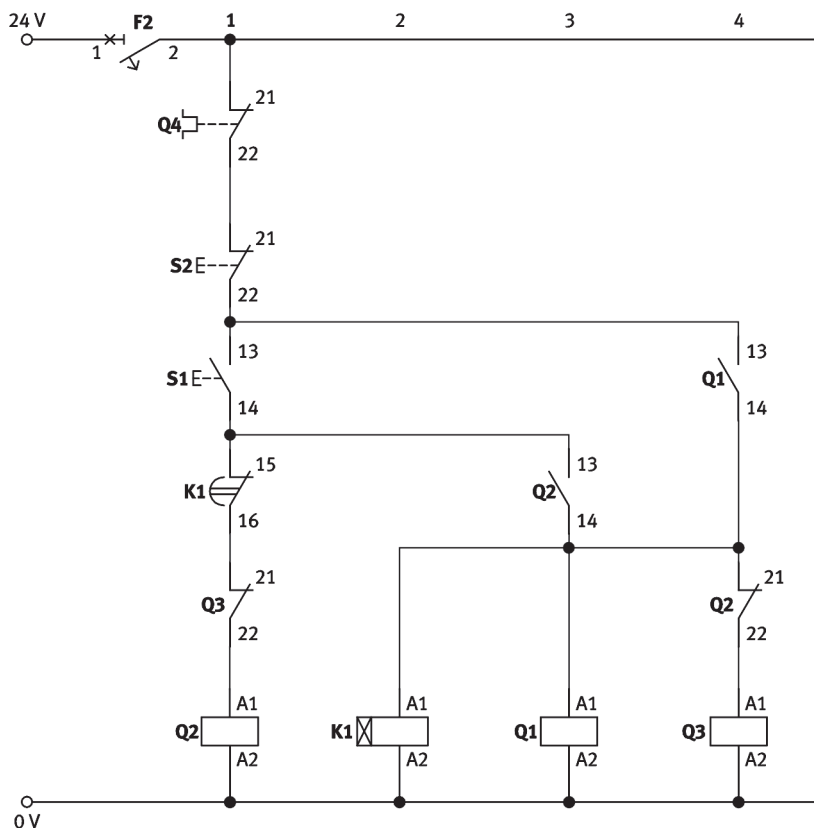 24 V F2 1 2 3 4
1 2
21
Q4
22
21
S2
22
13 13
S1 Q1
14 14
15 13
K1 Q2
16 14
21 21
Q3 Q2
22 22
A1 A1 A1 A1
Q2 K1 Q1 Q3
A2 A2 A2 A2
0 V